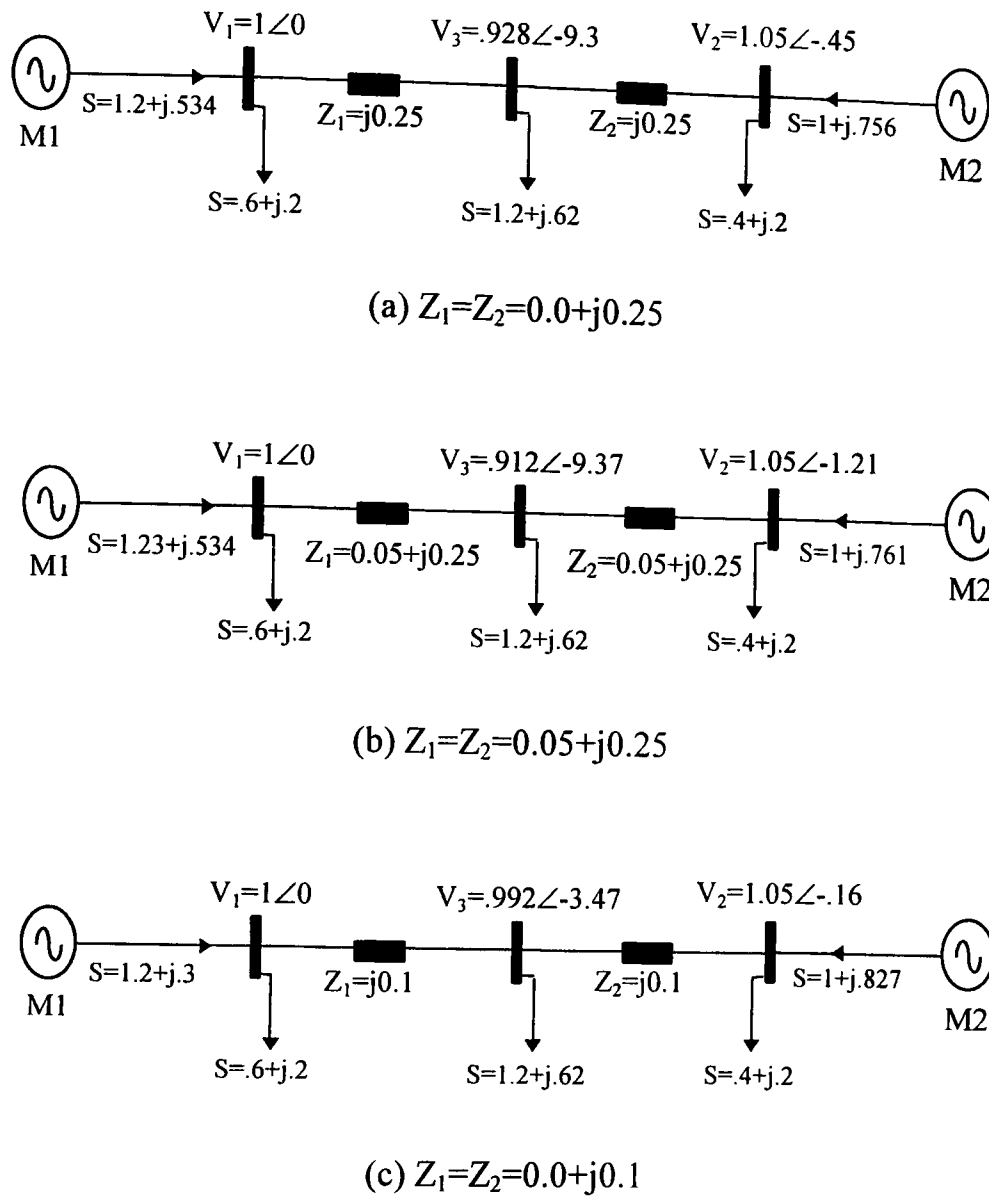 V₁=1∠0 V₃=.928∠-9.3 V₂=1.05∠-.45
S=1.2+j.534 Z₁=j0.25 Z₂=j0.25 S=1+j.756
M1 M2
S=.6+j.2 S=1.2+j.62 S=.4+j.2
(a) Z₁=Z₂=0.0+j0.25
V₁=1∠0 V₃=.912∠-9.37 V₂=1.05∠-1.21
S=1.23+j.534 Z₁=0.05+j0.25 Z₂=0.05+j0.25 S=1+j.761
M1 M2
S=.6+j.2 S=1.2+j.62 S=.4+j.2
(b) Z₁=Z₂=0.05+j0.25
V₁=1∠0 V₃=.992∠-3.47 V₂=1.05∠-.16
S=1.2+j.3 Z₁=j0.1 Z₂=j0.1 S=1+j.827
M1 M2
S=.6+j.2 S=1.2+j.62 S=.4+j.2
(c) Z₁=Z₂=0.0+j0.1